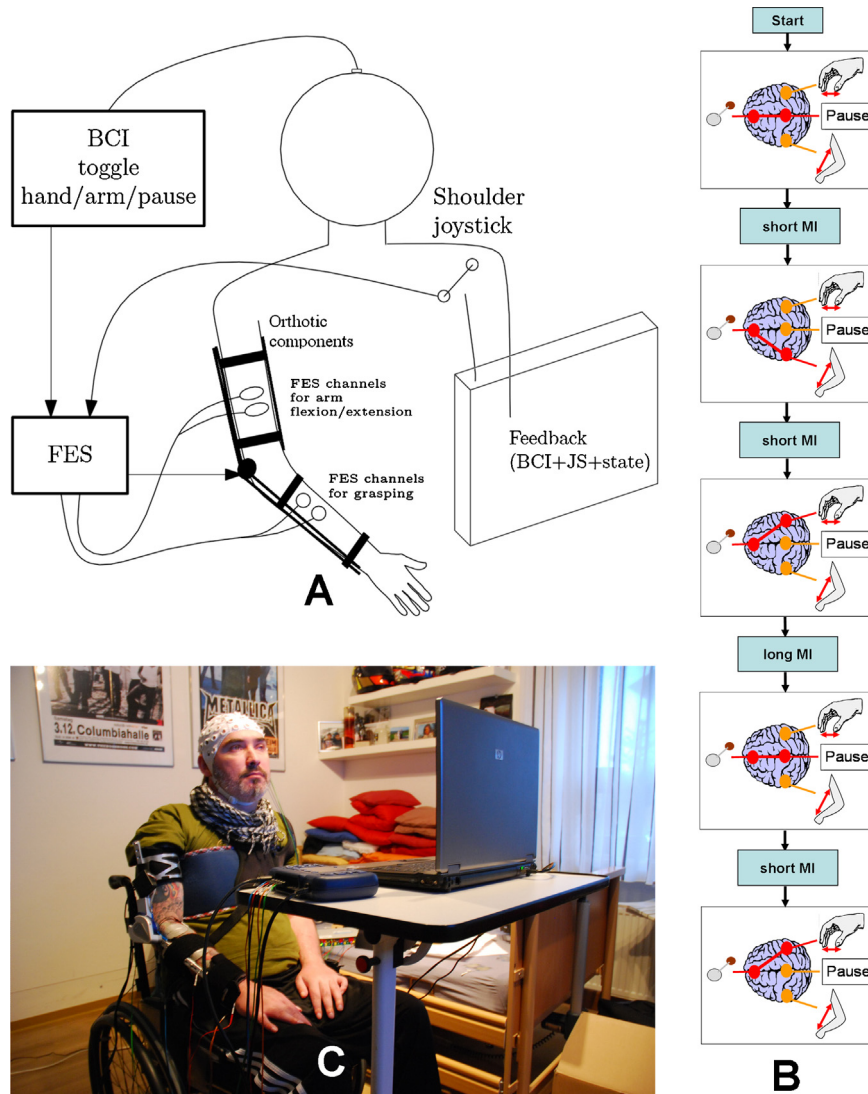 BCI
toggle
hand/arm/pause
Shoulder
joystick
Orthotic
components
FES channels
for arm
flexion/extension
FES
FES channels
for grasping
Feedback
(BCI+JS+state)
A
3.12. Columbiahalle
METALLICA
M
hp
C
Start
Pause
short MI
Pause
short MI
Pause
long MI
Pause
short MI
Pause
B